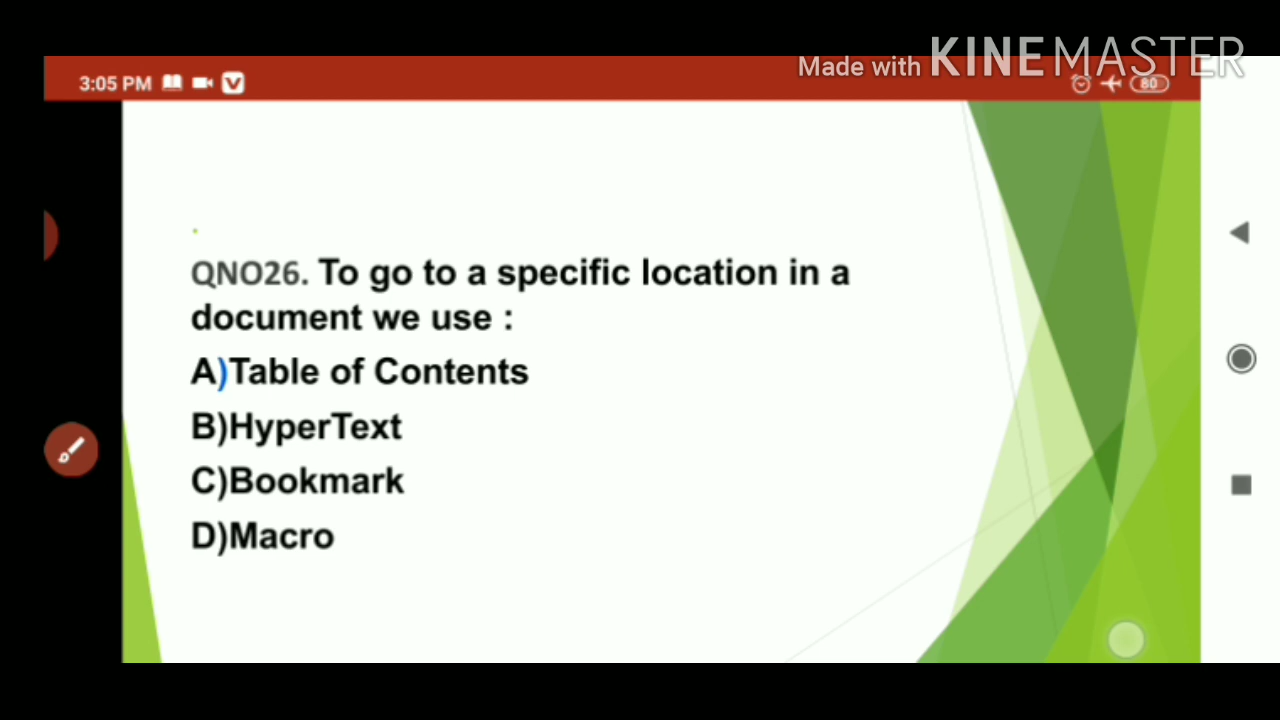 Made with KINEMASTER
3:05 PM
80
QNO26. To go to a specific location in a
document we use :
A)Table of Contents
B)HyperText
C)Bookmark
D)Macro